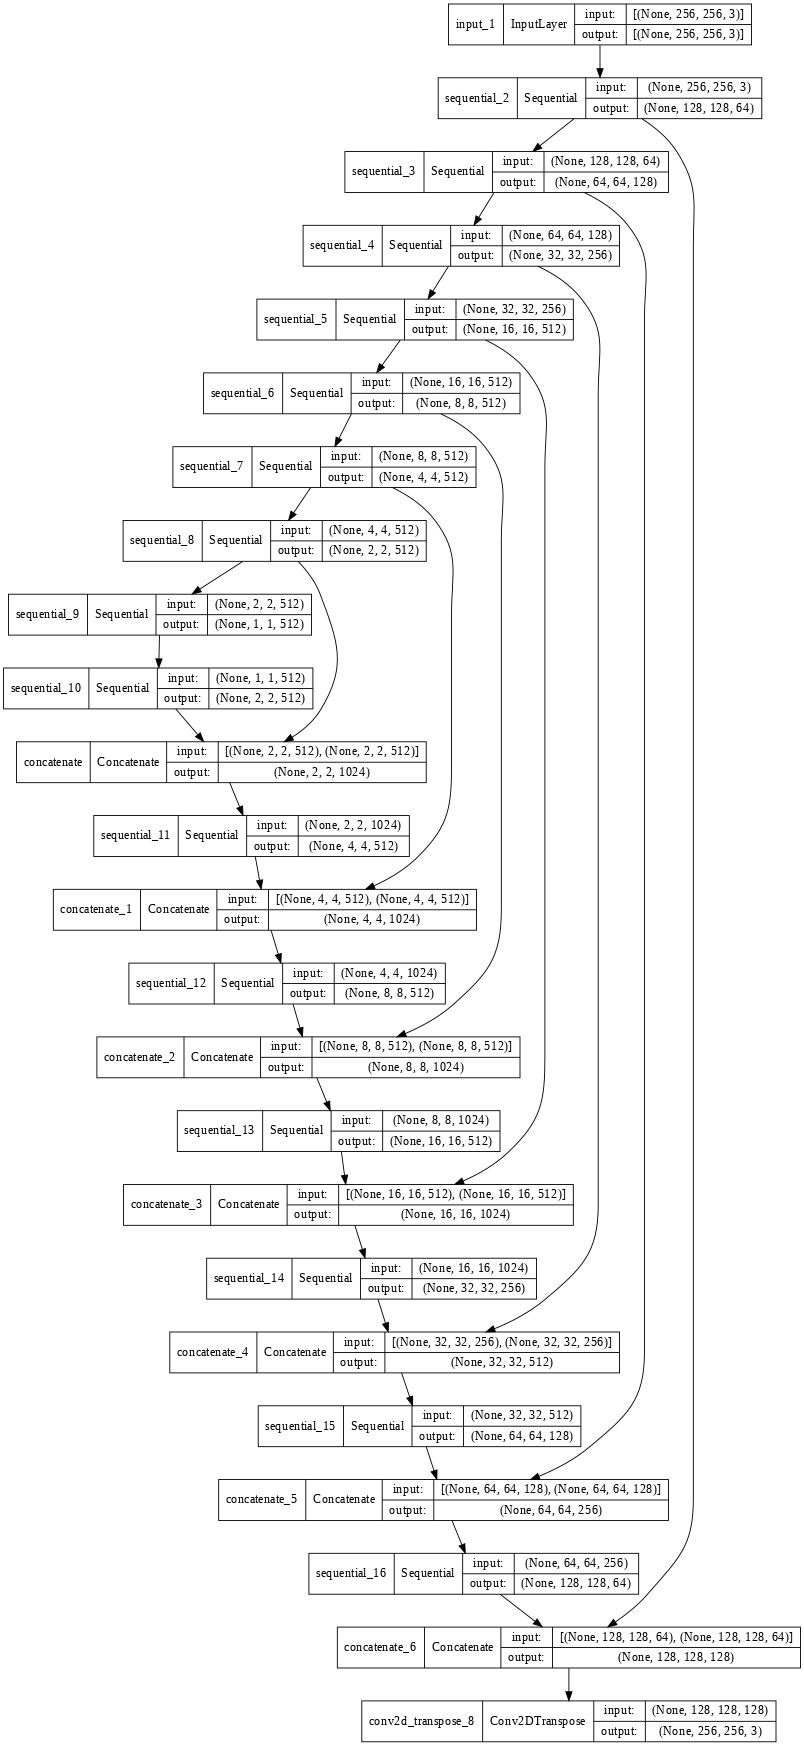 input_1 InputLayer input: [(None, 256, 256, 3)]
output: [(None, 256, 256, 3)]
sequential_2 Sequential input: (None, 256, 256, 3)
output: (None, 128, 128, 64)
sequential_3 Sequential input: (None, 128, 128, 64)
output: (None, 64, 64, 128)
sequential_4 Sequential input: (None, 64, 64, 128)
output: (None, 32, 32, 256)
sequential_5 Sequential input: (None, 32, 32, 256)
output: (None, 16, 16, 512)
sequential_6 Sequential input: (None, 16, 16, 512)
output: (None, 8, 8, 512)
sequential_7 Sequential input: (None, 8, 8, 512)
output: (None, 4, 4, 512)
sequential_8 Sequential input: (None, 4, 4, 512)
output: (None, 2, 2, 512)
sequential_9 Sequential input: (None, 2, 2, 512)
output: (None, 1, 1, 512)
sequential_10 Sequential input: (None, 1, 1, 512)
output: (None, 2, 2, 512)
concatenate Concatenate input: [(None, 2, 2, 512), (None, 2, 2, 512)]
output: (None, 2, 2, 1024)
sequential_11 Sequential input: (None, 2, 2, 1024)
output: (None, 4, 4, 512)
concatenate_1 Concatenate input: [(None, 4, 4, 512), (None, 4, 4, 512)]
output: (None, 4, 4, 1024)
sequential_12 Sequential input: (None, 4, 4, 1024)
output: (None, 8, 8, 512)
concatenate_2 Concatenate input: [(None, 8, 8, 512), (None, 8, 8, 512)]
output: (None, 8, 8, 1024)
sequential_13 Sequential input: (None, 8, 8, 1024)
output: (None, 16, 16, 512)
concatenate_3 Concatenate input: [(None, 16, 16, 512), (None, 16, 16, 512)]
output: (None, 16, 16, 1024)
sequential_14 Sequential input: (None, 16, 16, 1024)
output: (None, 32, 32, 256)
concatenate_4 Concatenate input: [(None, 32, 32, 256), (None, 32, 32, 256)]
output: (None, 32, 32, 512)
sequential_15 Sequential input: (None, 32, 32, 512)
output: (None, 64, 64, 128)
concatenate_5 Concatenate input: [(None, 64, 64, 128), (None, 64, 64, 128)]
output: (None, 64, 64, 256)
sequential_16 Sequential input: (None, 64, 64, 256)
output: (None, 128, 128, 64)
concatenate_6 Concatenate input: [(None, 128, 128, 64), (None, 128, 128, 64)]
output: (None, 128, 128, 128)
conv2d_transpose_8 Conv2DTranspose input: (None, 128, 128, 128)
output: (None, 256, 256, 3)